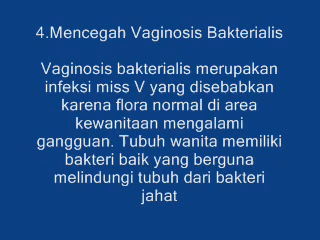 4.Mencegah Vaginosis Bakterialis
Vaginosis bakterialis merupakan
infeksi miss V yang disebabkan
karena flora normal di area
kewanitaan mengalami
gangguan. Tubuh wanita memiliki
bakteri baik yang berguna
melindungi tubuh dari bakteri
jahat